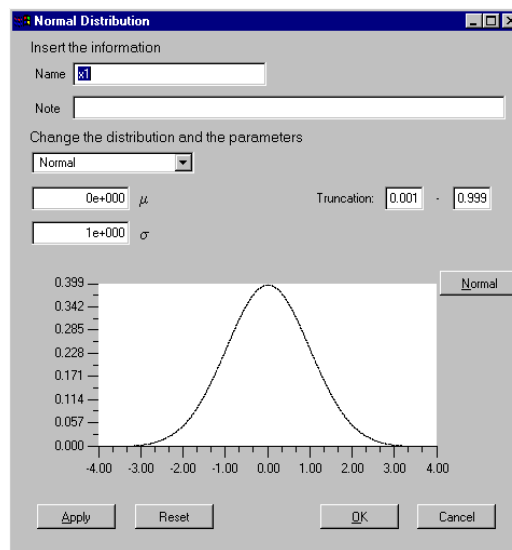 Normal Distribution
Insert the information
Name x1
Note
Change the distribution and the parameters
Normal
0e+000 μ Truncation: 0.001 - 0.999
1e+000 σ
Normal
0.399
0.342
0.285
0.228
0.171
0.114
0.057
0.000
-4.00 -3.00 -2.00 -1.00 0.00 1.00 2.00 3.00 4.00
Apply Reset OK Cancel